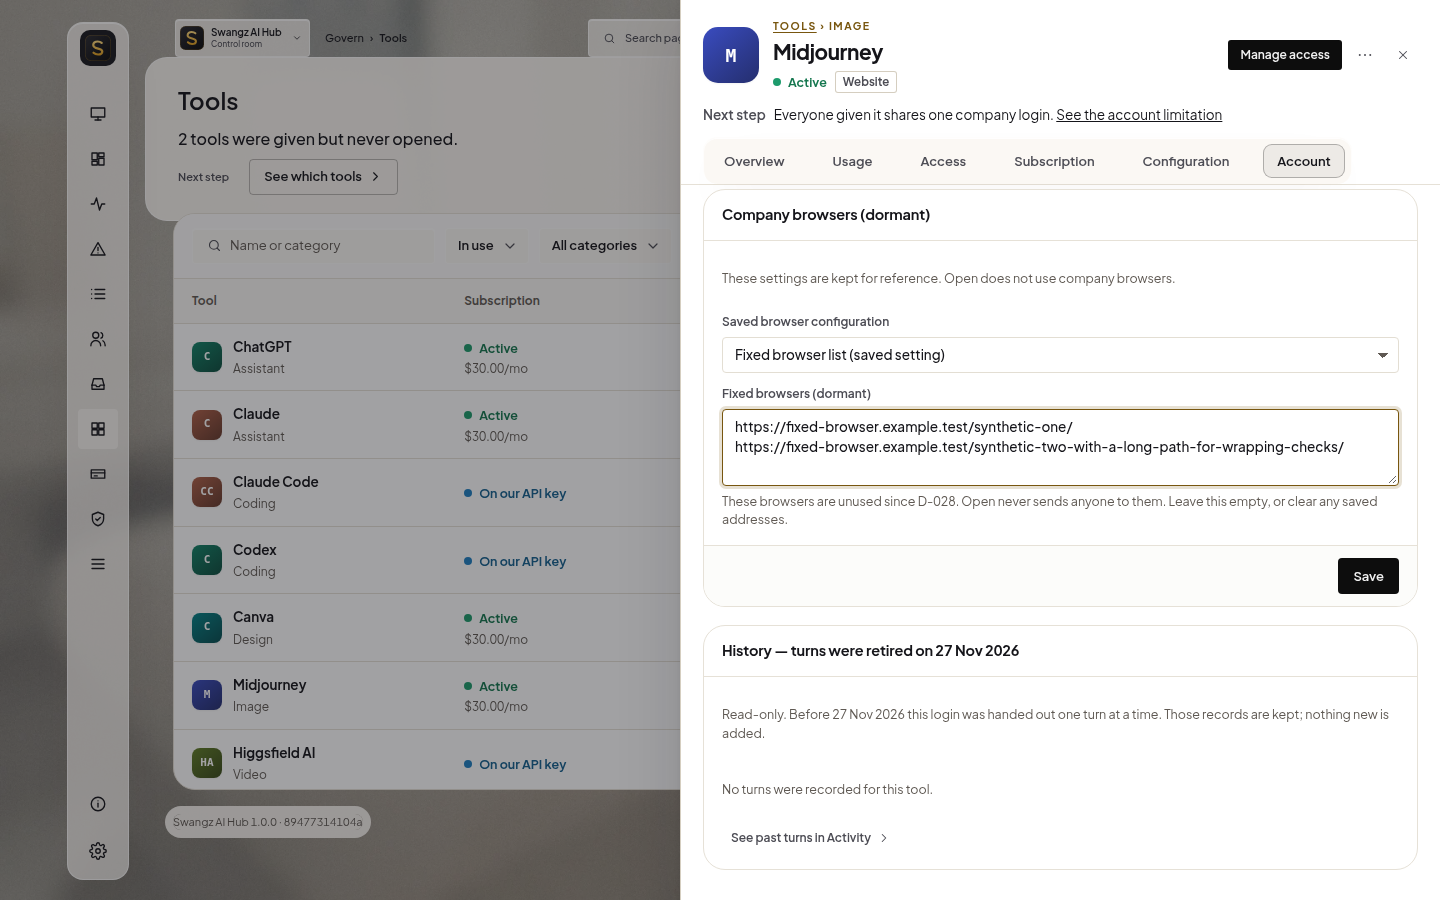 S
S
Swangz AI Hub
Control room
Govern › Tools
Search pa
Tools
2 tools were given but never opened.
Next step
See which tools
Name or category
In use
All categories
Tool
Subscription
C
ChatGPT
Assistant
Active
$30.00/mo
C
Claude
Assistant
Active
$30.00/mo
CC
Claude Code
Coding
On our API key
C
Codex
Coding
On our API key
C
Canva
Design
Active
$30.00/mo
M
Midjourney
Image
Active
$30.00/mo
HA
Higgsfield AI
Video
On our API key
Swangz AI Hub 1.0.0 · 89477314104a
M
TOOLS › IMAGE
Midjourney
Active
Website
Manage access
Next step Everyone given it shares one company login. See the account limitation
Overview
Usage
Access
Subscription
Configuration
Account
Company browsers (dormant)
These settings are kept for reference. Open does not use company browsers.
Saved browser configuration
Fixed browser list (saved setting)
Fixed browsers (dormant)
https://fixed-browser.example.test/synthetic-one/
https://fixed-browser.example.test/synthetic-two-with-a-long-path-for-wrapping-checks/
These browsers are unused since D-028. Open never sends anyone to them. Leave this empty, or clear any saved
addresses.
Save
History — turns were retired on 27 Nov 2026
Read-only. Before 27 Nov 2026 this login was handed out one turn at a time. Those records are kept; nothing new is
added.
No turns were recorded for this tool.
See past turns in Activity